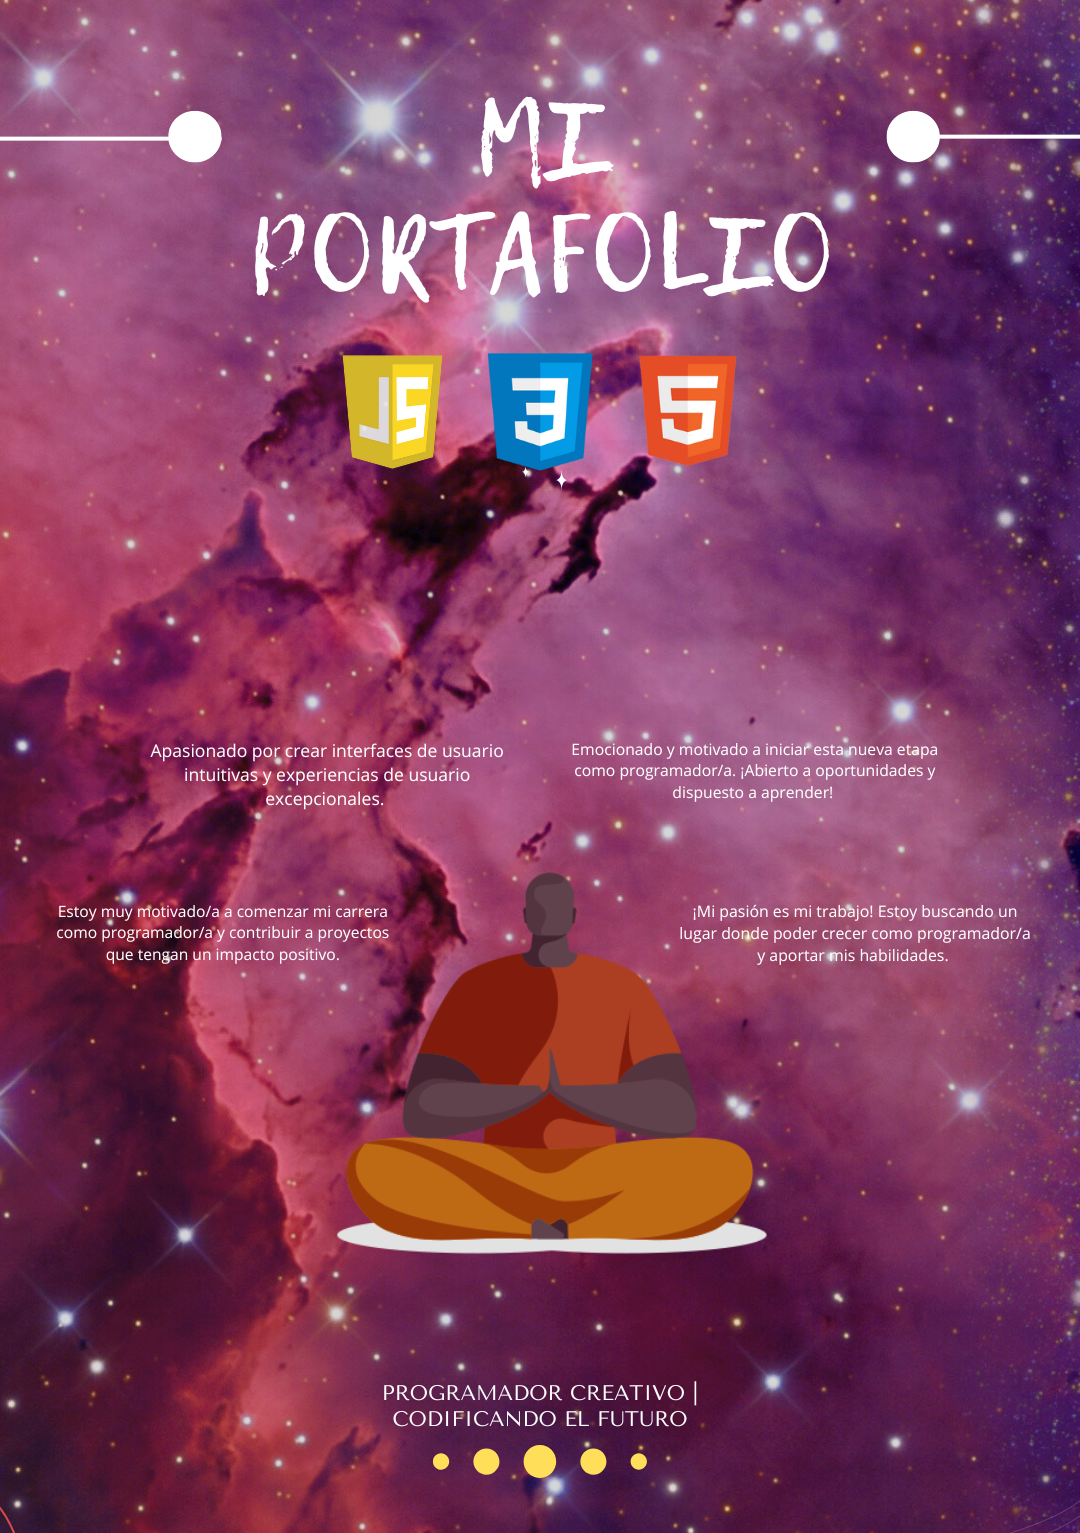 MI
PORTAFOLIO
JS 3 5
Apasionado por crear interfaces de usuario
intuitivas y experiencias de usuario
excepcionales.
Emocionado y motivado a iniciar esta nueva etapa
como programador/a. ¡Abierto a oportunidades y
dispuesto a aprender!
Estoy muy motivado/a a comenzar mi carrera
como programador/a y contribuir a proyectos
que tengan un impacto positivo.
¡Mi pasión es mi trabajo! Estoy buscando un
lugar donde poder crecer como programador/a
y aportar mis habilidades.
PROGRAMADOR CREATIVO |
CODIFICANDO EL FUTURO